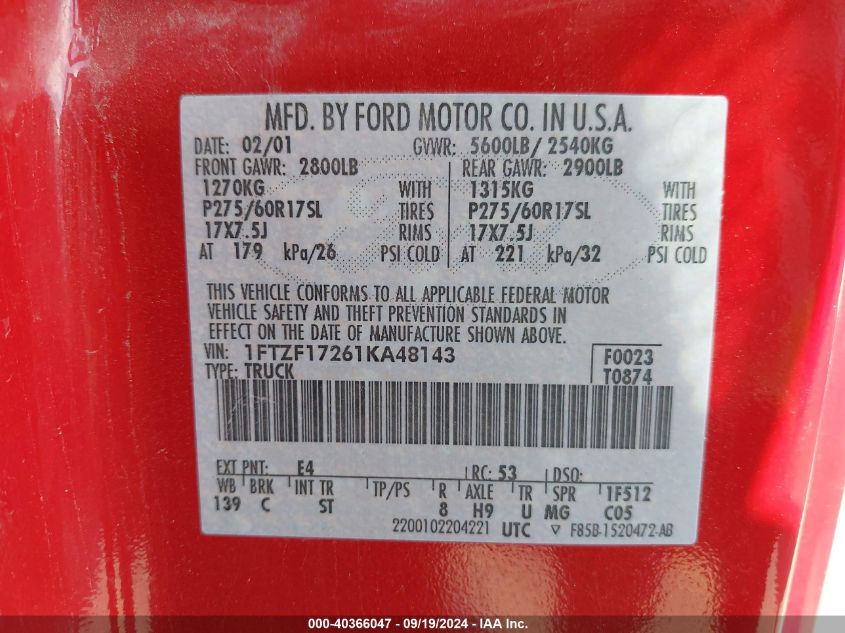 MFD. BY FORD MOTOR CO. IN U.S.A.
DATE: 02/01 GVWR: 5600LB/ 2540KG
FRONT GAWR: 2800LB REAR GAWR: 2900LB
1270KG WITH 1315KG WITH
P275/60R17SL TIRES P275/60R17SL TIRES
17X7.5J RIMS 17X7.5J RIMS
AT 179 kPa/26 PSI COLD AT 221 kPa/32 PSI COLD
THIS VEHICLE CONFORMS TO ALL APPLICABLE FEDERAL MOTOR
VEHICLE SAFETY AND THEFT PREVENTION STANDARDS IN
EFFECT ON THE DATE OF MANUFACTURE SHOWN ABOVE.
VIN: 1FTZF17261KA48143 F0023
TYPE: TRUCK T0874
EXT PNT: E4 RC: 53 DSO:
WB BRK INT TR TP/PS R AXLE TR SPR 1F512
139 C ST 8 H9 U MG C05
2200102204221 UTC ▽ F85B-1520472-AB
000-40366047 - 09/19/2024 - IAA Inc.